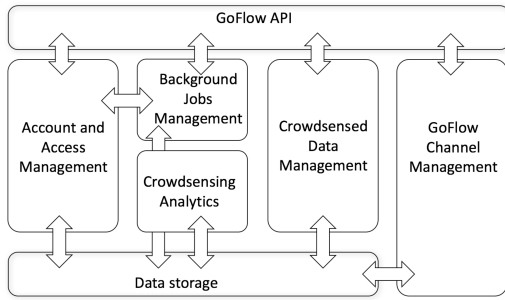 GoFlow API
Account and
Access
Management
Background
Jobs
Management
Crowdsensing
Analytics
Crowdsensed
Data
Management
GoFlow
Channel
Management
Data storage